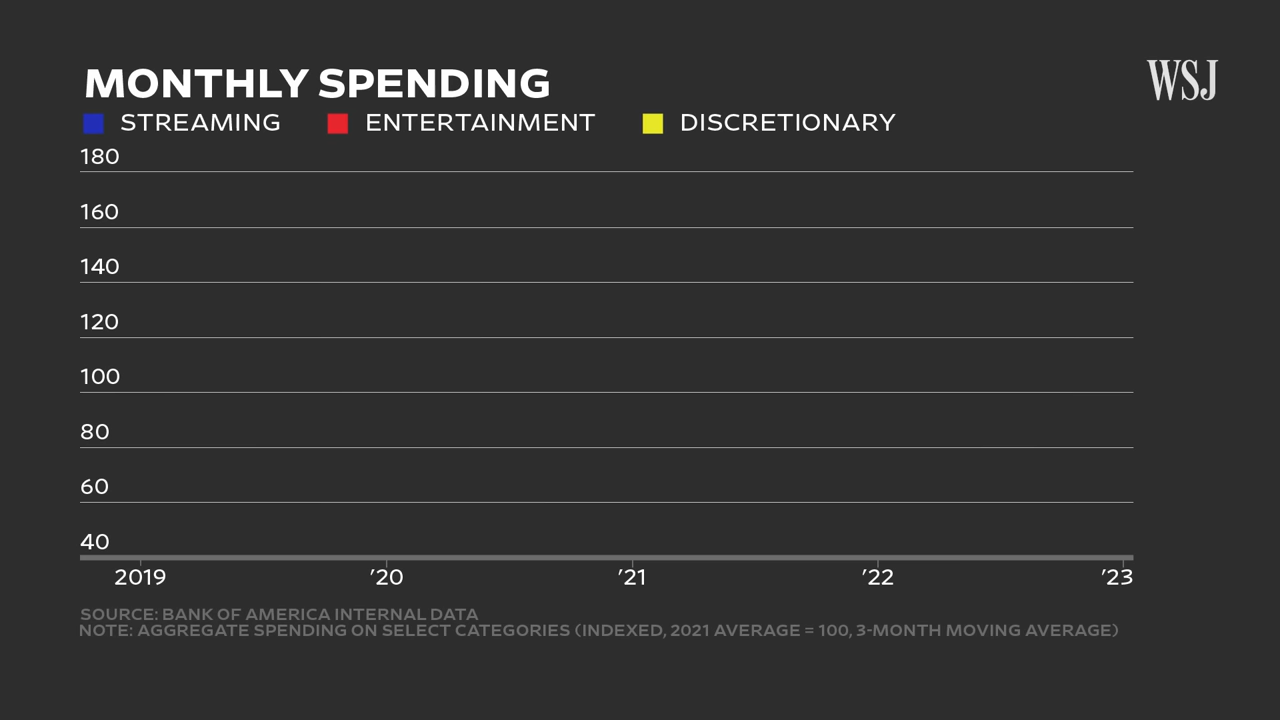 MONTHLY SPENDING
WSJ
STREAMING ENTERTAINMENT DISCRETIONARY
180
160
140
120
100
80
60
40
2019 ’20 ’21 ’22 ’23
SOURCE: BANK OF AMERICA INTERNAL DATA
NOTE: AGGREGATE SPENDING ON SELECT CATEGORIES (INDEXED, 2021 AVERAGE = 100, 3-MONTH MOVING AVERAGE)